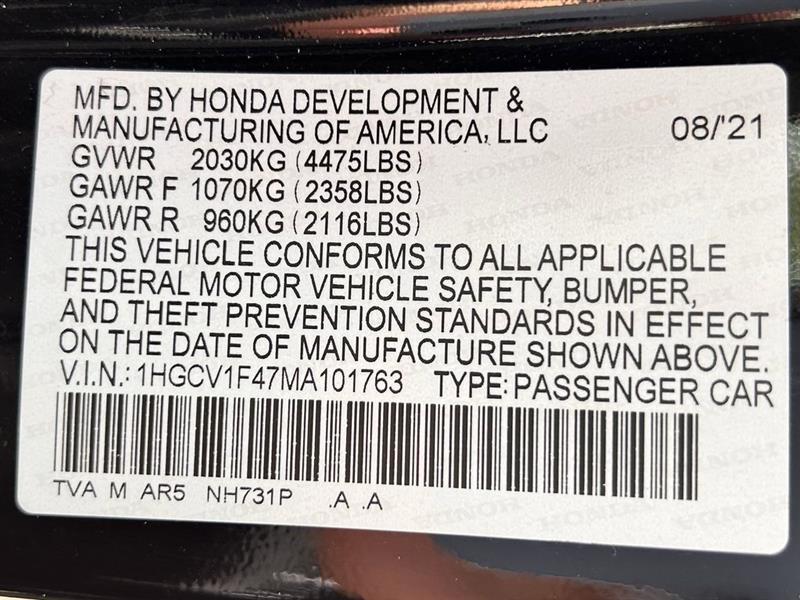 MFD. BY HONDA DEVELOPMENT &
MANUFACTURING OF AMERICA, LLC 08/'21
GVWR 2030KG (4475LBS)
GAWR F 1070KG (2358LBS)
GAWR R 960KG (2116LBS)
THIS VEHICLE CONFORMS TO ALL APPLICABLE
FEDERAL MOTOR VEHICLE SAFETY, BUMPER,
AND THEFT PREVENTION STANDARDS IN EFFECT
ON THE DATE OF MANUFACTURE SHOWN ABOVE.
V.I.N.: 1HGCV1F47MA101763 TYPE: PASSENGER CAR
TVA M AR5 NH731P .A .A